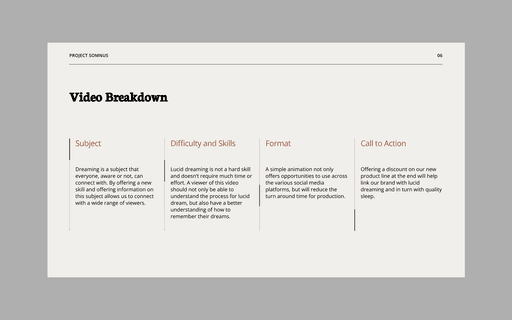 PROJECT SOMNUS
06
Video Breakdown
Subject
Dreaming is a subject that
everyone, aware or not, can
connect with. By offering a new
skill and offering information on
this subject allows us to connect
with a wide range of viewers.
Difficulty and Skills
Lucid dreaming is not a hard skill
and doesn't require much time or
effort. A viewer of this video
should not only be able to
understand the process for lucid
dream, but also have a better
understanding of how to
remember their dreams.
Format
A simple animation not only
offers opportunities to use across
the various social media
platforms, but will reduce the
turn around time for production.
Call to Action
Offering a discount on our new
product line at the end will help
link our brand with lucid
dreaming and in turn with quality
sleep.